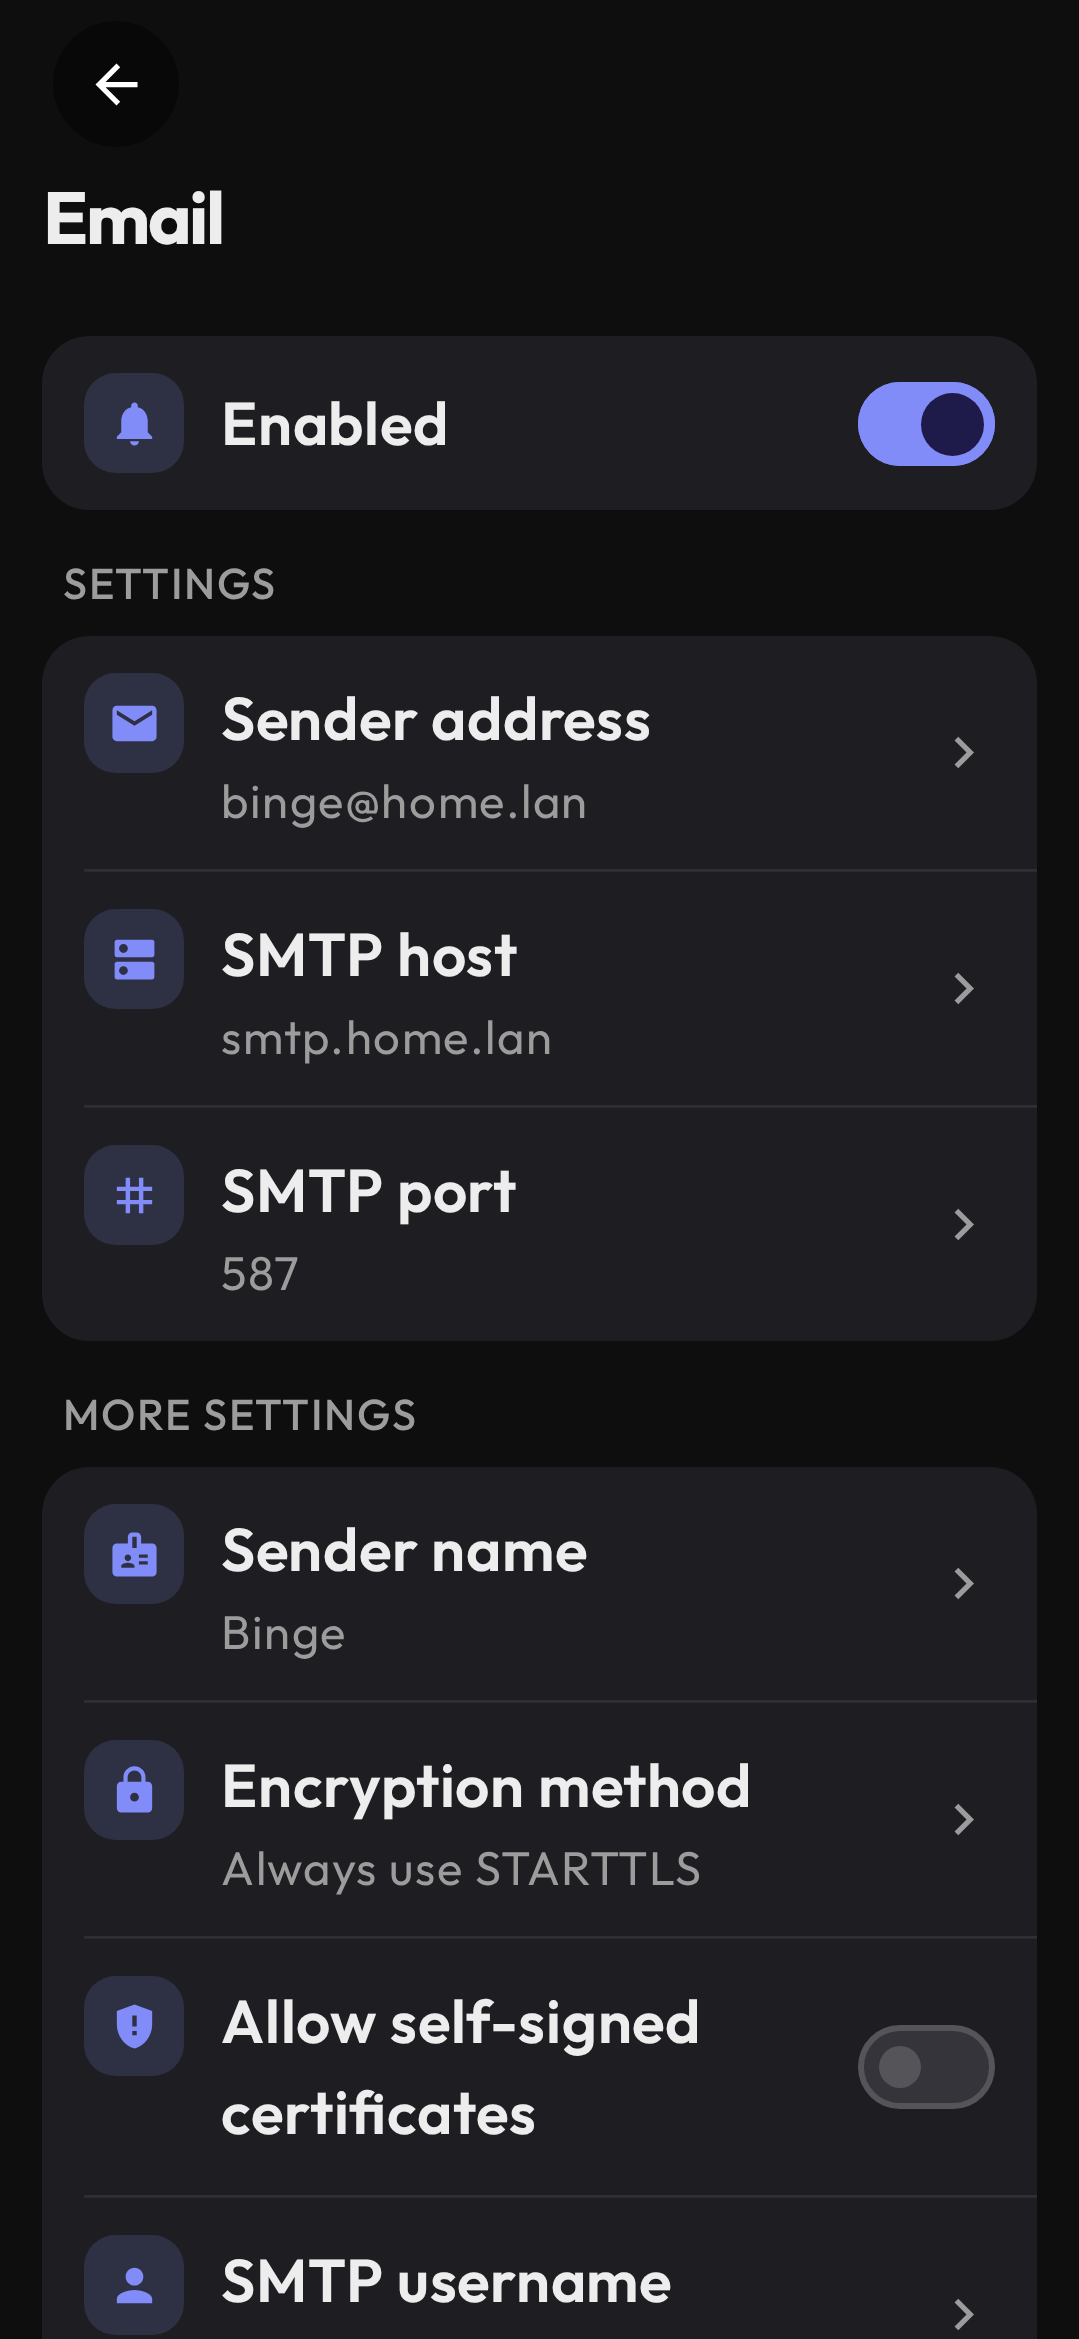 Email
Enabled
SETTINGS
Sender address
binge@home.lan
SMTP host
smtp.home.lan
SMTP port
587
MORE SETTINGS
Sender name
Binge
Encryption method
Always use STARTTLS
Allow self-signed
certificates
SMTP username